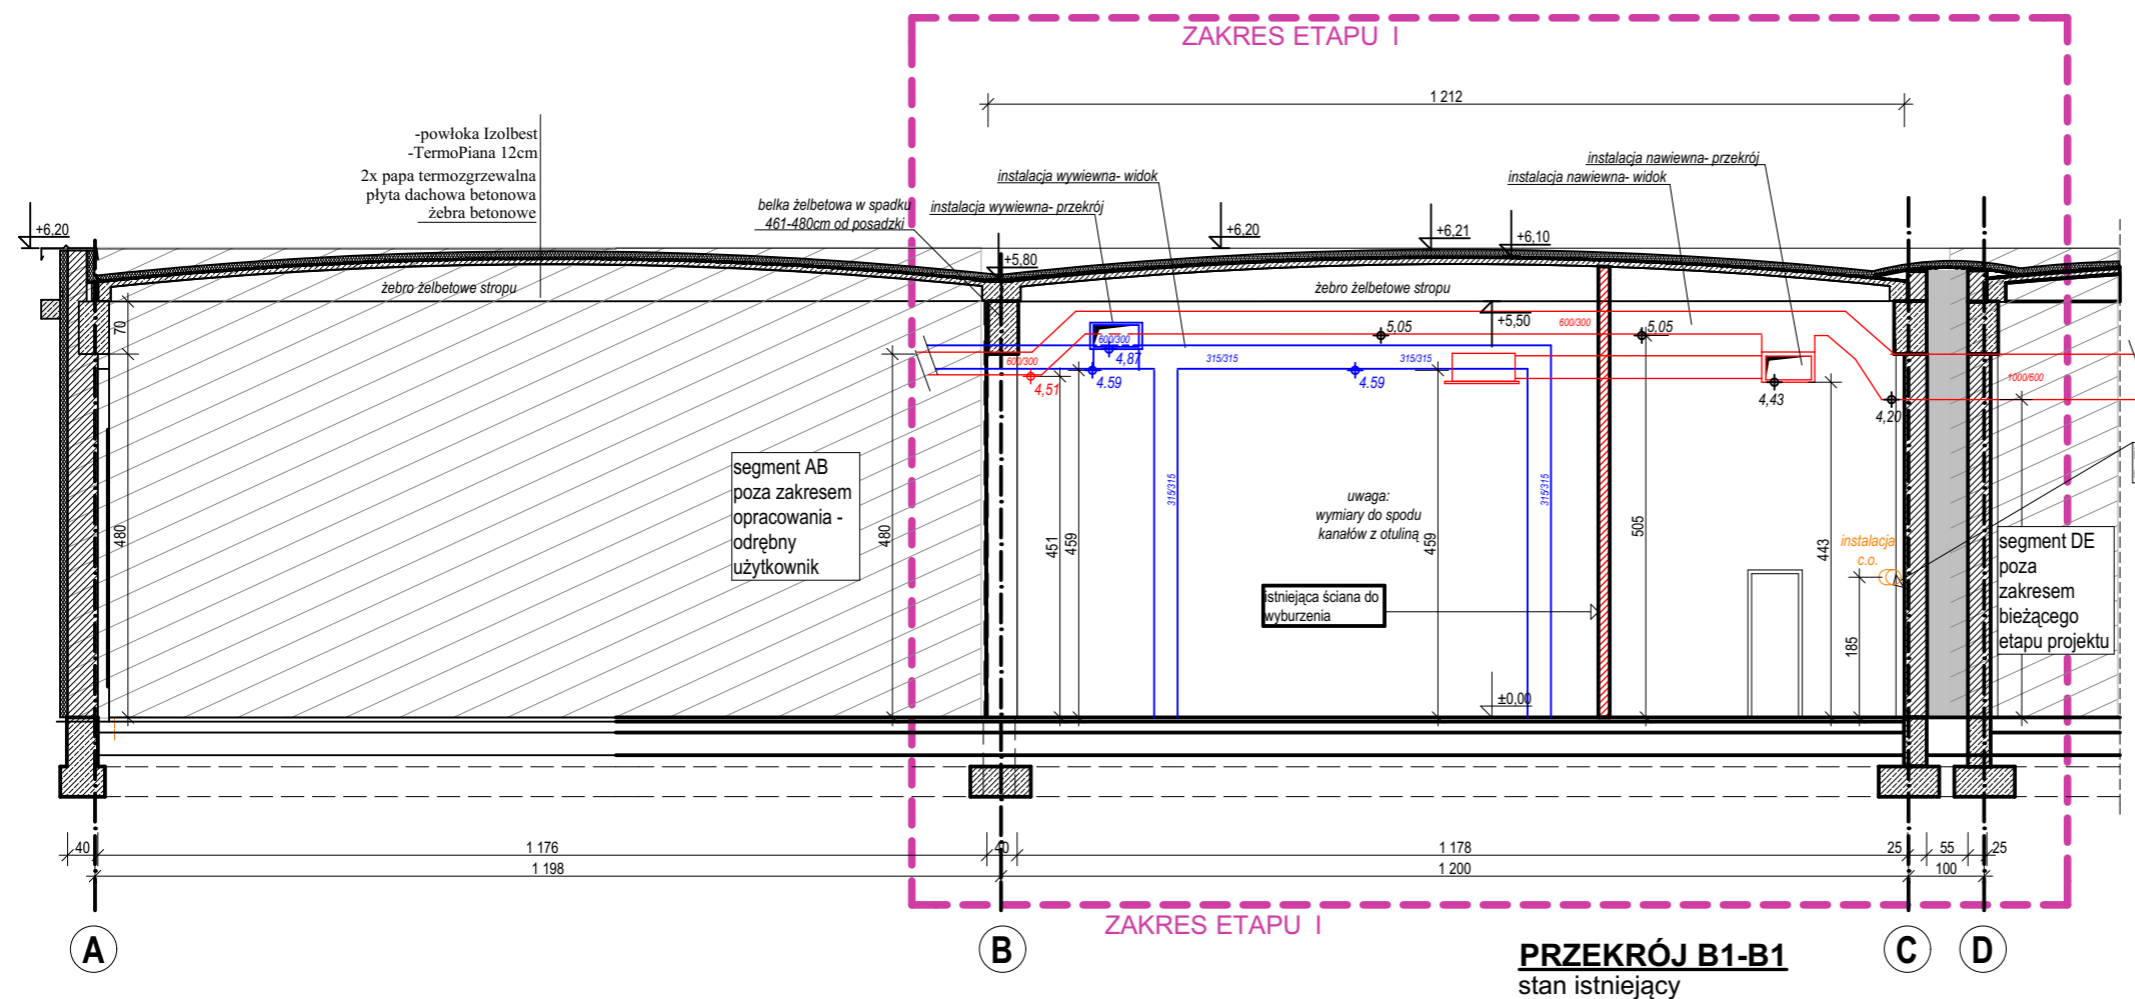 ZAKRES ETAPU I
1 212
-powłoka Izolbest
-TermoPiana 12cm
2x papa termozgrzewalna
płyta dachowa betonowa
żebra betonowe
belka żelbetowa w spadku
461-480cm od posadzki
instalacja wywiewna- widok
instalacja wywiewna- przekrój
instalacja nawiewna- przekrój
instalacja nawiewna- widok
+6,20
+5,80
+6,20
+6,21
+6,10
żebro żelbetowe stropu
żebro żelbetowe stropu
+5,50
70
600/300
600/300
600/300
5,05
5,05
4,87
315/315
315/315
4,51
4.59
4.59
4,43
4,20
1000/600
480
480
451
459
459
505
443
185
315/315
315/315
segment AB
poza zakresem
opracowania -
odrębny
użytkownik
uwaga:
wymiary do spodu
kanałów z otuliną
istniejąca ściana do
wyburzenia
instalacja
c.o.
segment DE
poza
zakresem
bieżącego
etapu projektu
±0,00
40
1 176
40
1 178
25
55
25
1 198
1 200
100
ZAKRES ETAPU I
A
B
C
D
PRZEKRÓJ B1-B1
stan istniejący